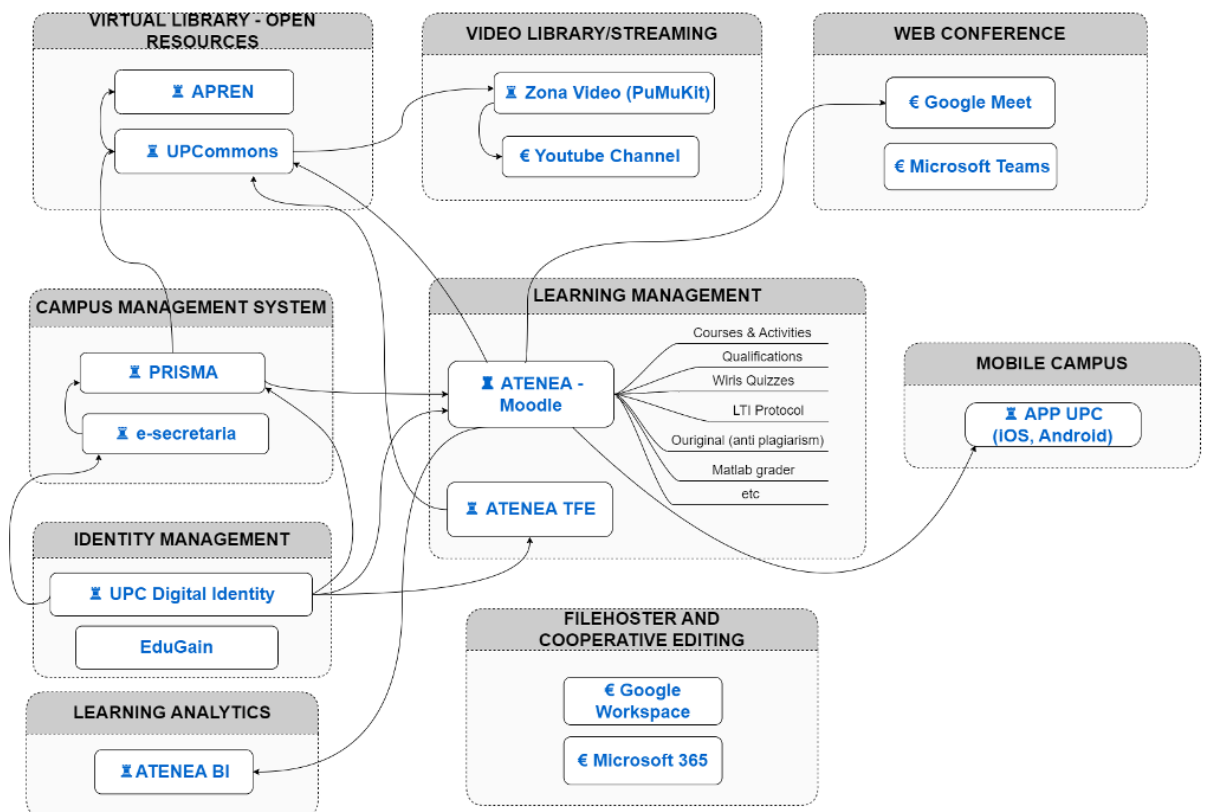 VIRTUAL LIBRARY - OPEN
RESOURCES
♜ APREN
♜ UPCommons
VIDEO LIBRARY/STREAMING
♜ Zona Video (PuMuKit)
€ Youtube Channel
WEB CONFERENCE
€ Google Meet
€ Microsoft Teams
CAMPUS MANAGEMENT SYSTEM
♜ PRISMA
♜ e-secretaria
LEARNING MANAGEMENT
♜ ATENEA -
Moodle
Courses & Activities
Qualifications
Wiris Quizzes
LTI Protocol
Ouriginal (anti plagiarism)
Matlab grader
etc
♜ ATENEA TFE
MOBILE CAMPUS
♜ APP UPC
(iOS, Android)
IDENTITY MANAGEMENT
♜ UPC Digital Identity
EduGain
FILEHOSTER AND
COOPERATIVE EDITING
€ Google
Workspace
€ Microsoft 365
LEARNING ANALYTICS
♜ATENEA BI